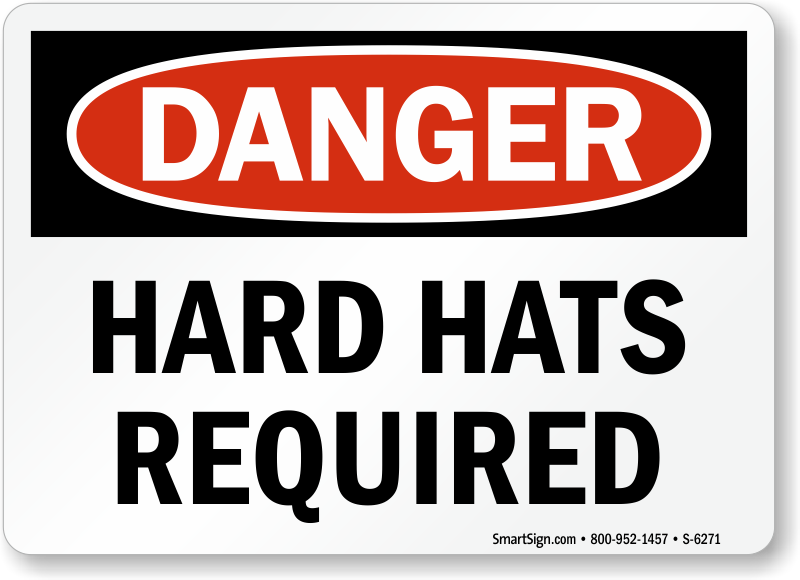 DANGER
HARD HATS
REQUIRED
SmartSign.com • 800-952-1457 • S-6271